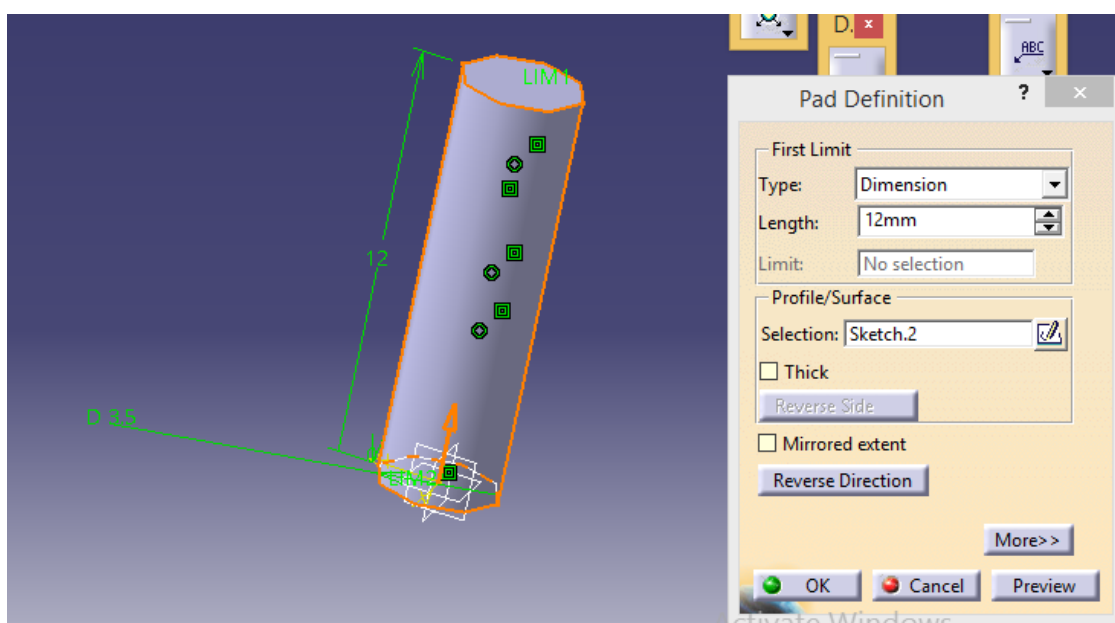 D.
ABC
LIM1
12
D 3.5
Pad Definition ?
First Limit
Type: Dimension
Length: 12mm
Limit: No selection
Profile/Surface
Selection: Sketch.2
Thick
Reverse Side
Mirrored extent
Reverse Direction
More>>
OK Cancel Preview